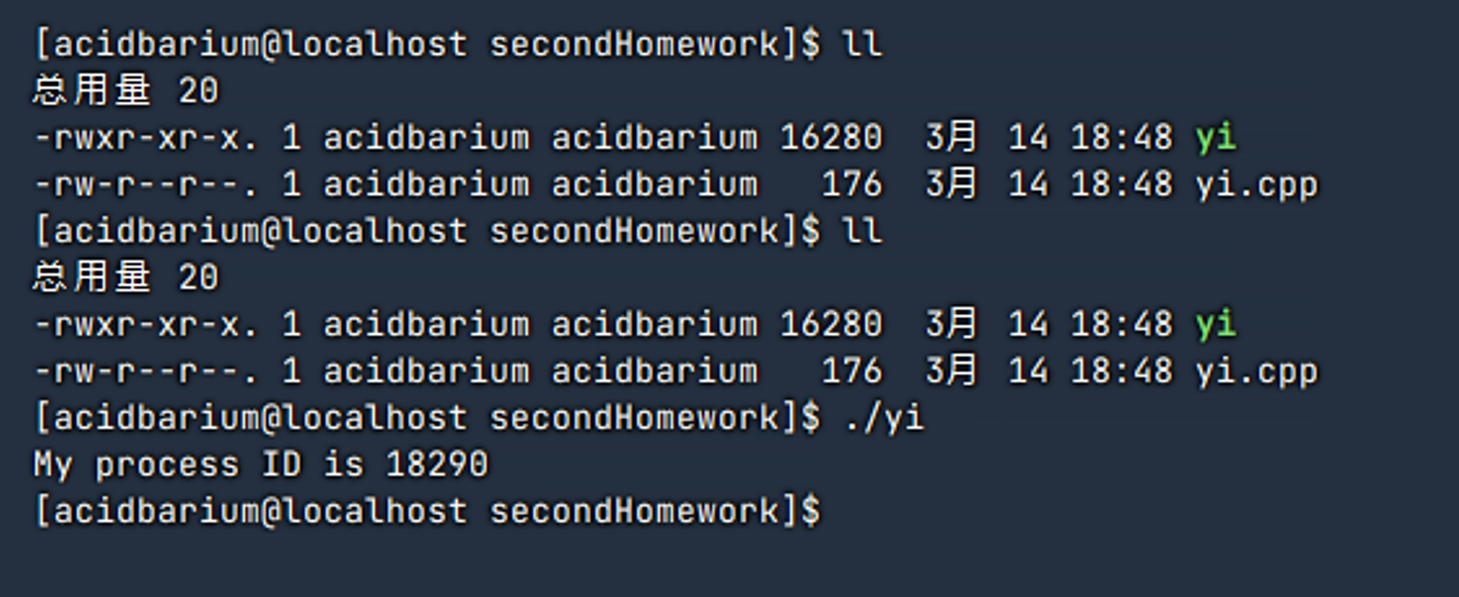 [acidbarium@localhost secondHomework]$ ll
总用量 20
-rwxr-xr-x. 1 acidbarium acidbarium 16280  3月 14 18:48 yi
-rw-r--r--. 1 acidbarium acidbarium   176  3月 14 18:48 yi.cpp
[acidbarium@localhost secondHomework]$ ll
总用量 20
-rwxr-xr-x. 1 acidbarium acidbarium 16280  3月 14 18:48 yi
-rw-r--r--. 1 acidbarium acidbarium   176  3月 14 18:48 yi.cpp
[acidbarium@localhost secondHomework]$ ./yi
My process ID is 18290
[acidbarium@localhost secondHomework]$